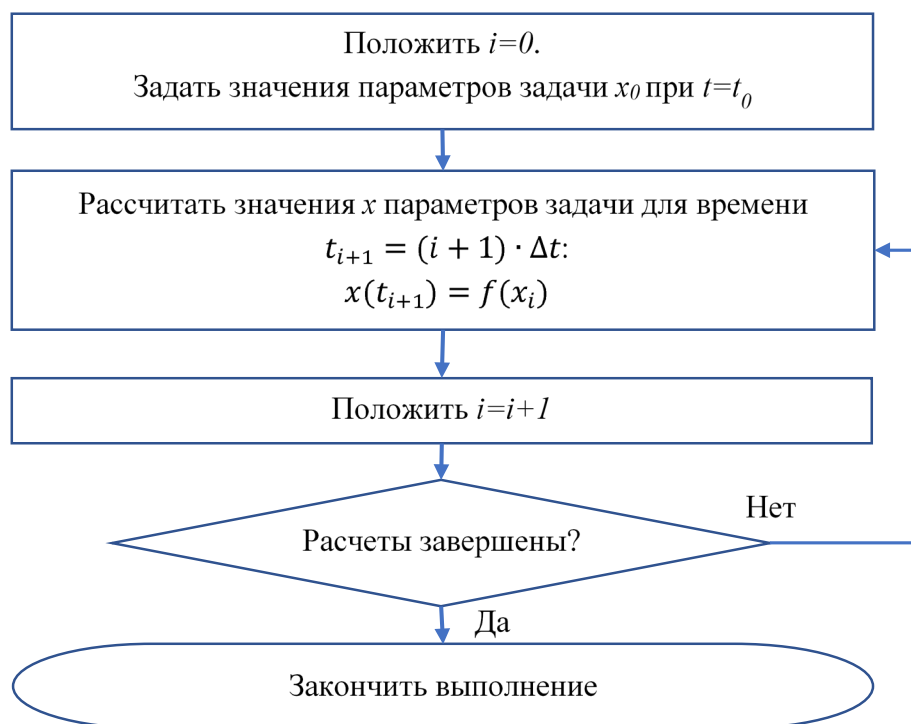 Положить i=0.
Задать значения параметров задачи x₀ при t=t₀
Рассчитать значения x параметров задачи для времени
tᵢ₊₁ = (i + 1) · Δt:
x(tᵢ₊₁) = f(xᵢ)
Положить i=i+1
Нет
Расчеты завершены?
Да
Закончить выполнение